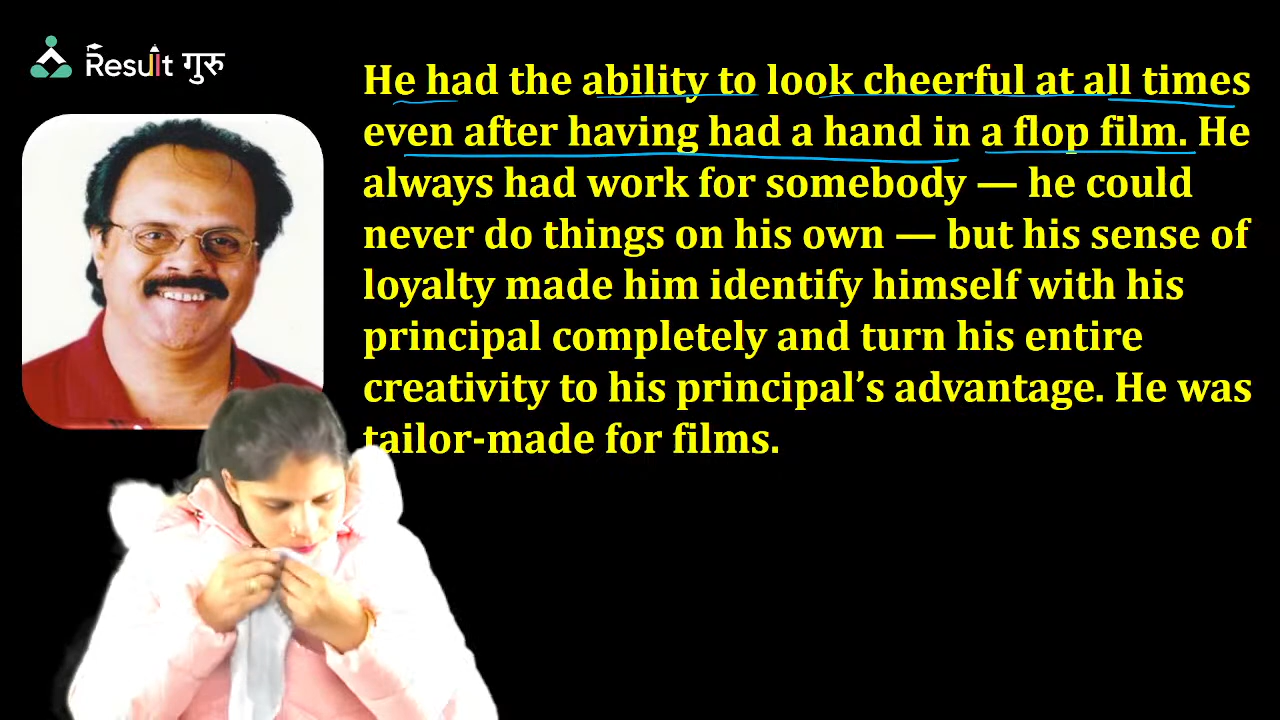 Result गुरु
He had the ability to look cheerful at all times
even after having had a hand in a flop film. He
always had work for somebody — he could
never do things on his own — but his sense of
loyalty made him identify himself with his
principal completely and turn his entire
creativity to his principal’s advantage. He was
tailor-made for films.